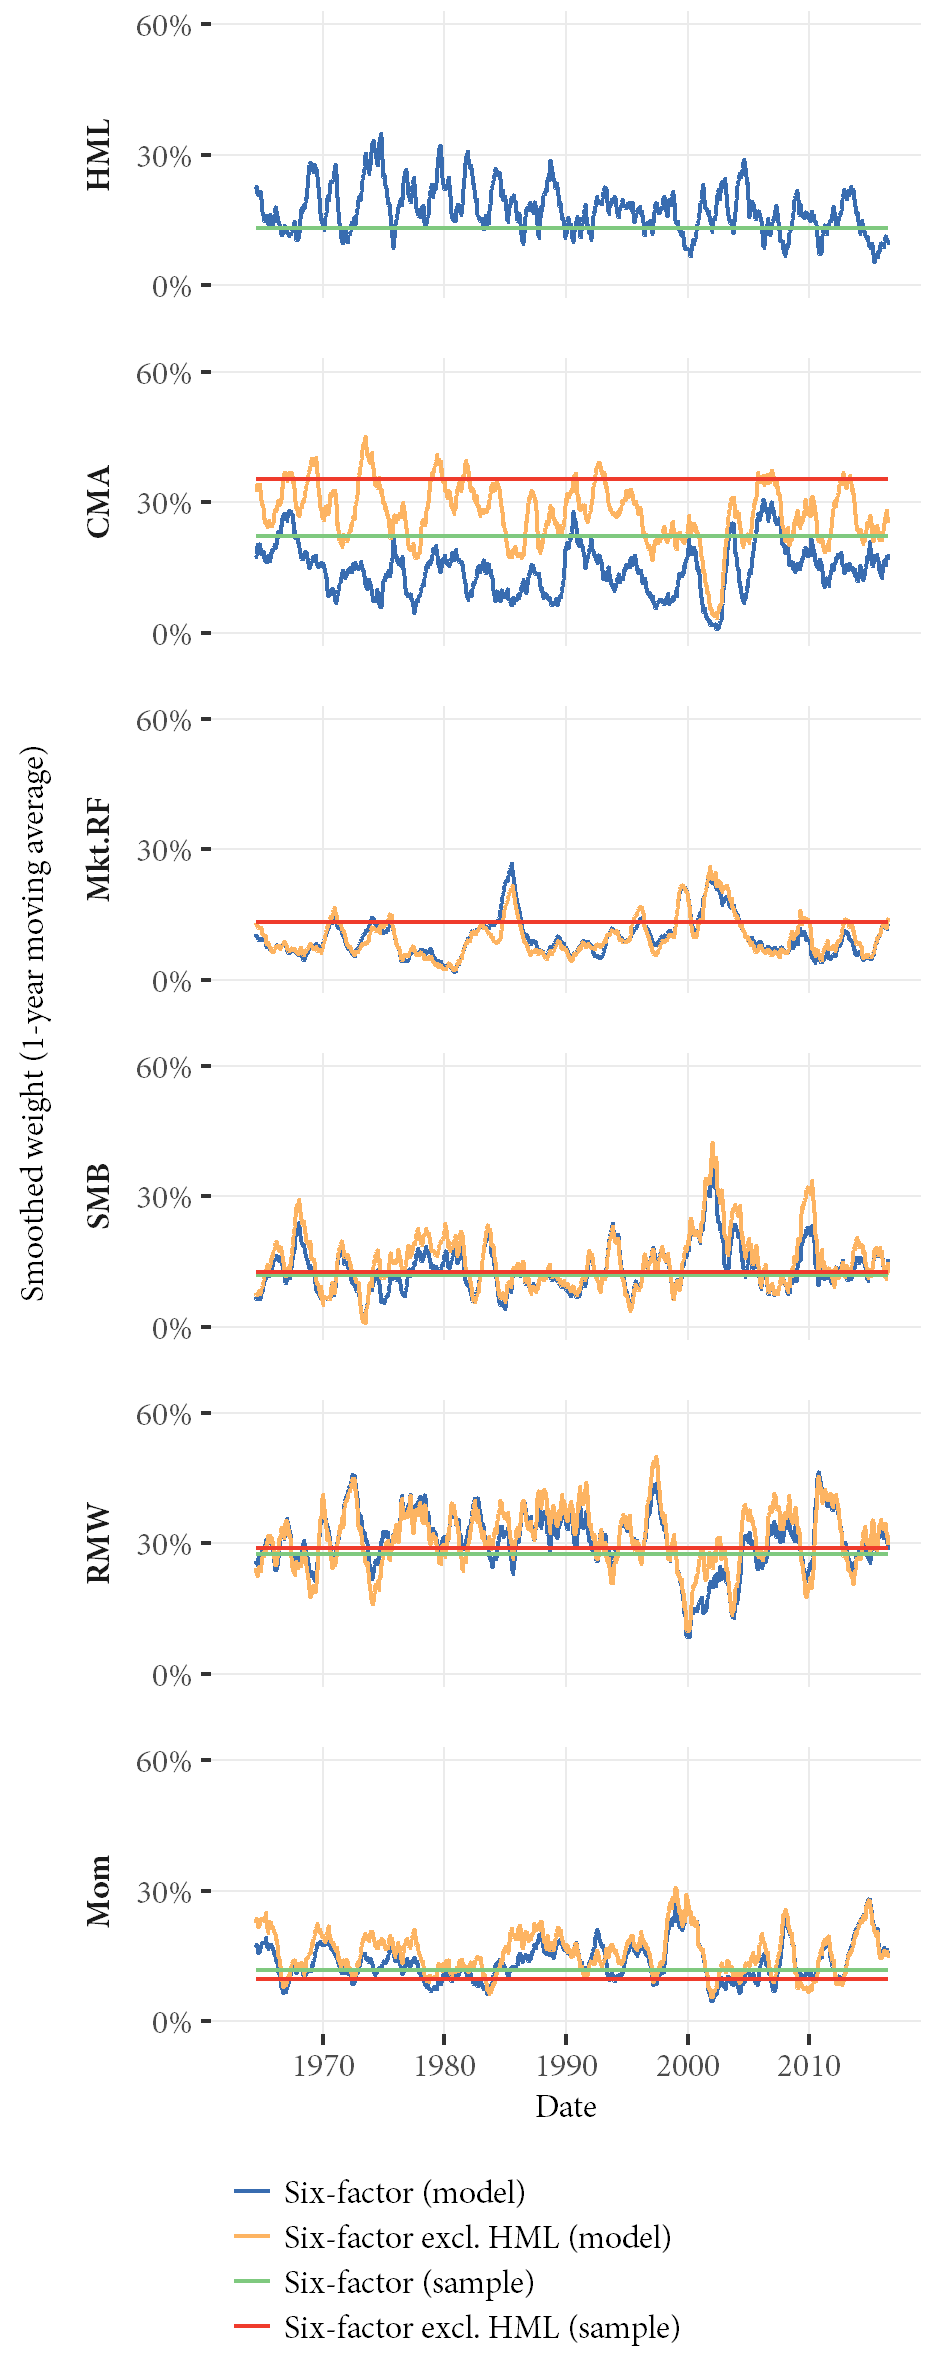 Smoothed weight (1-year moving average)
HML
60%
30%
0%
CMA
60%
30%
0%
Mkt.RF
60%
30%
0%
SMB
60%
30%
0%
RMW
60%
30%
0%
Mom
60%
30%
0%
1970 1980 1990 2000 2010
Date
Six-factor (model)
Six-factor excl. HML (model)
Six-factor (sample)
Six-factor excl. HML (sample)